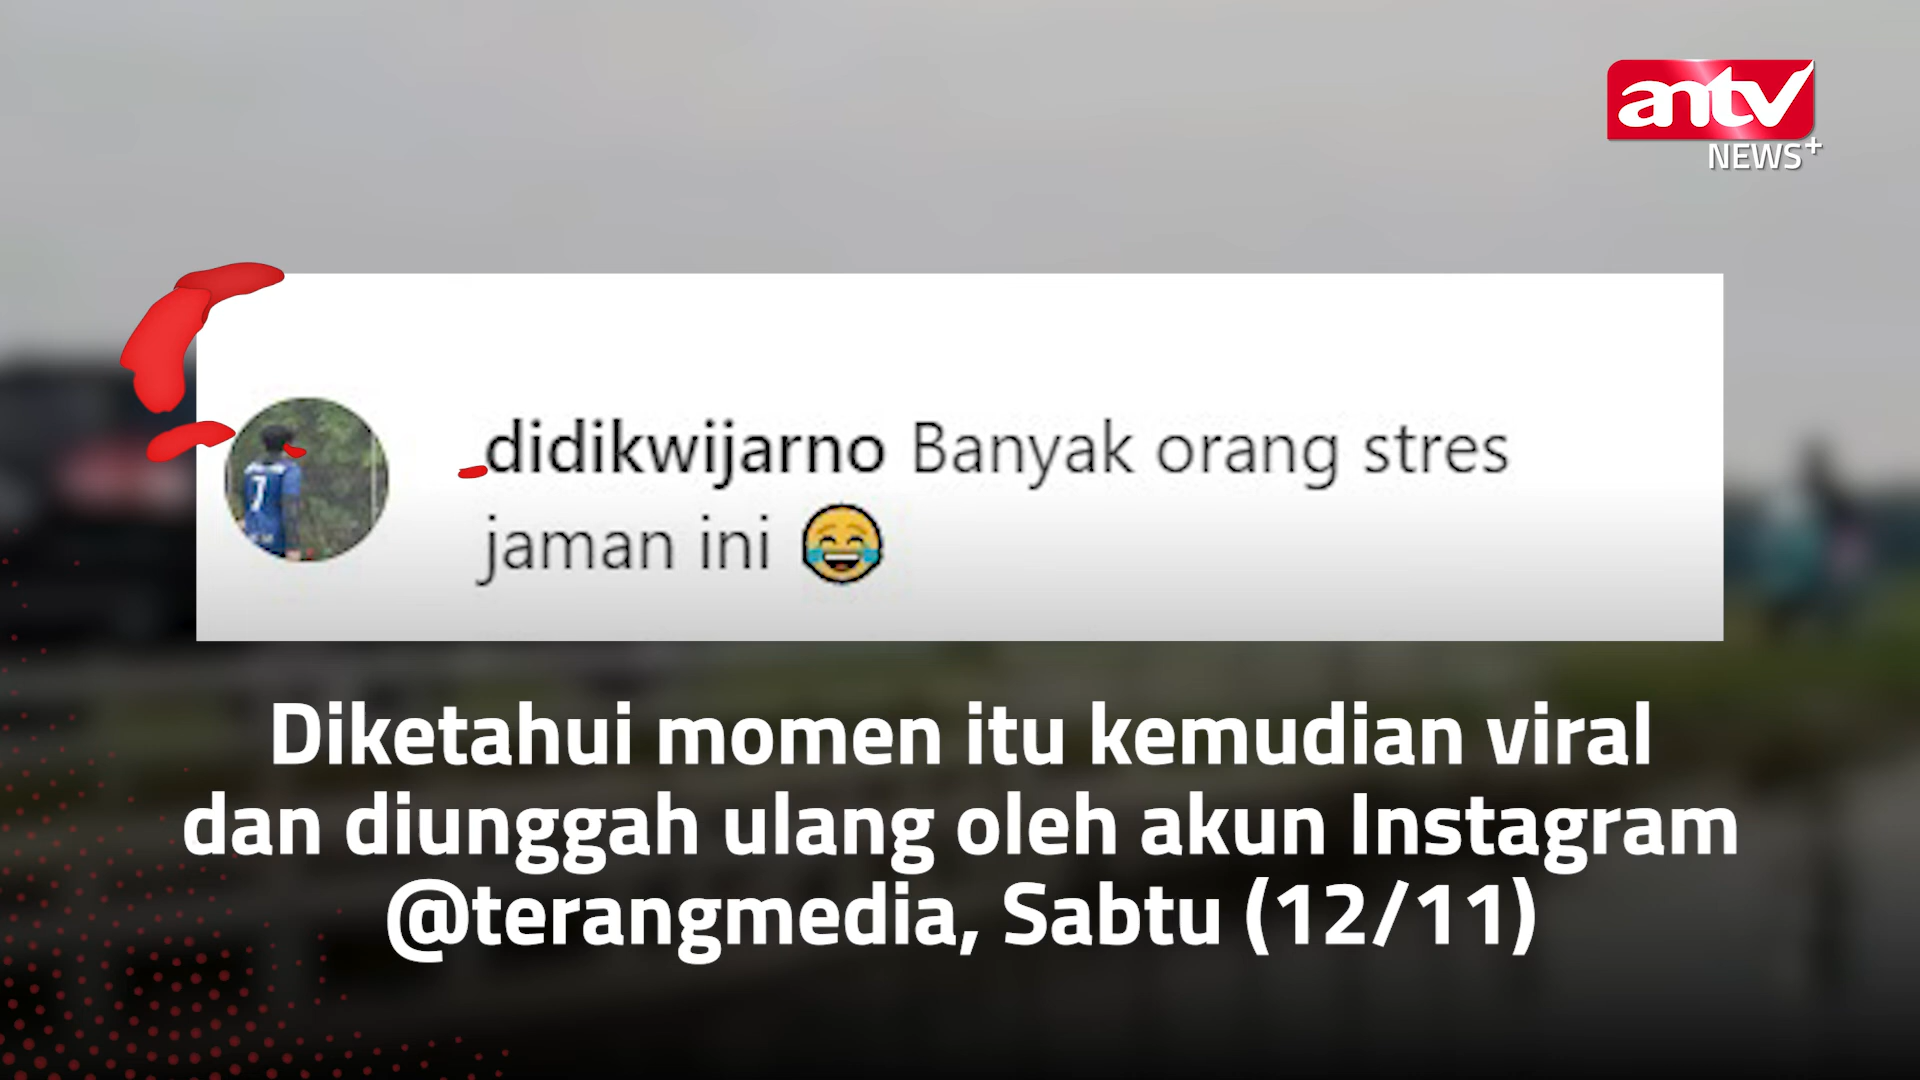 antv
NEWS+
didikwijarno Banyak orang stres
jaman ini 😂
7
Diketahui momen itu kemudian viral
dan diunggah ulang oleh akun Instagram
@terangmedia, Sabtu (12/11)